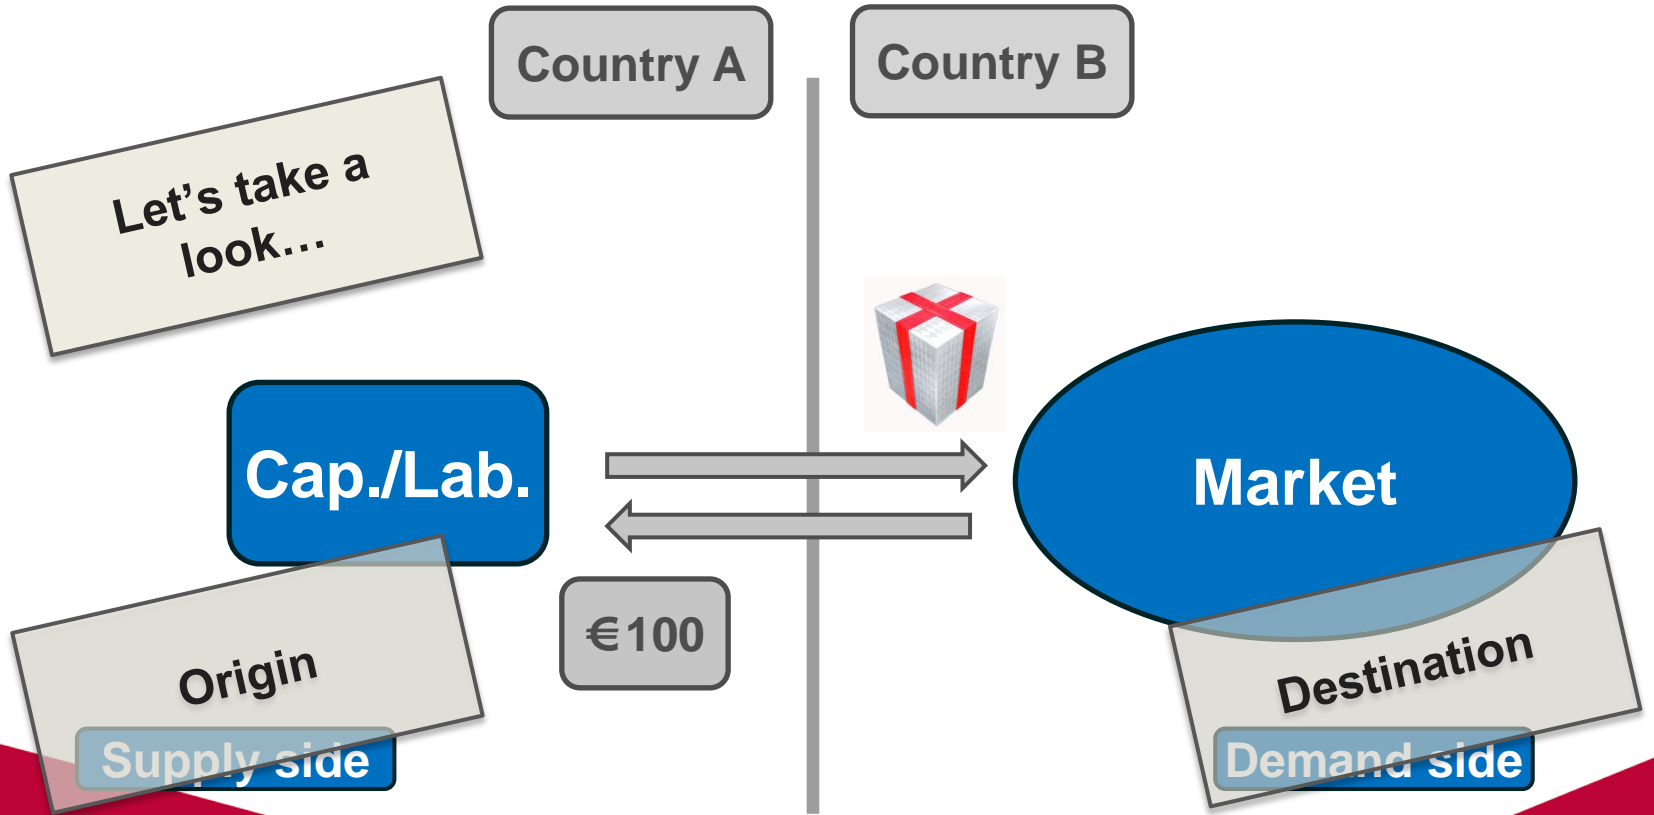 Country A
Country B
Let’s take a
look…
Cap./Lab.
Market
€100
Origin
Destination
Supply side
Demand side